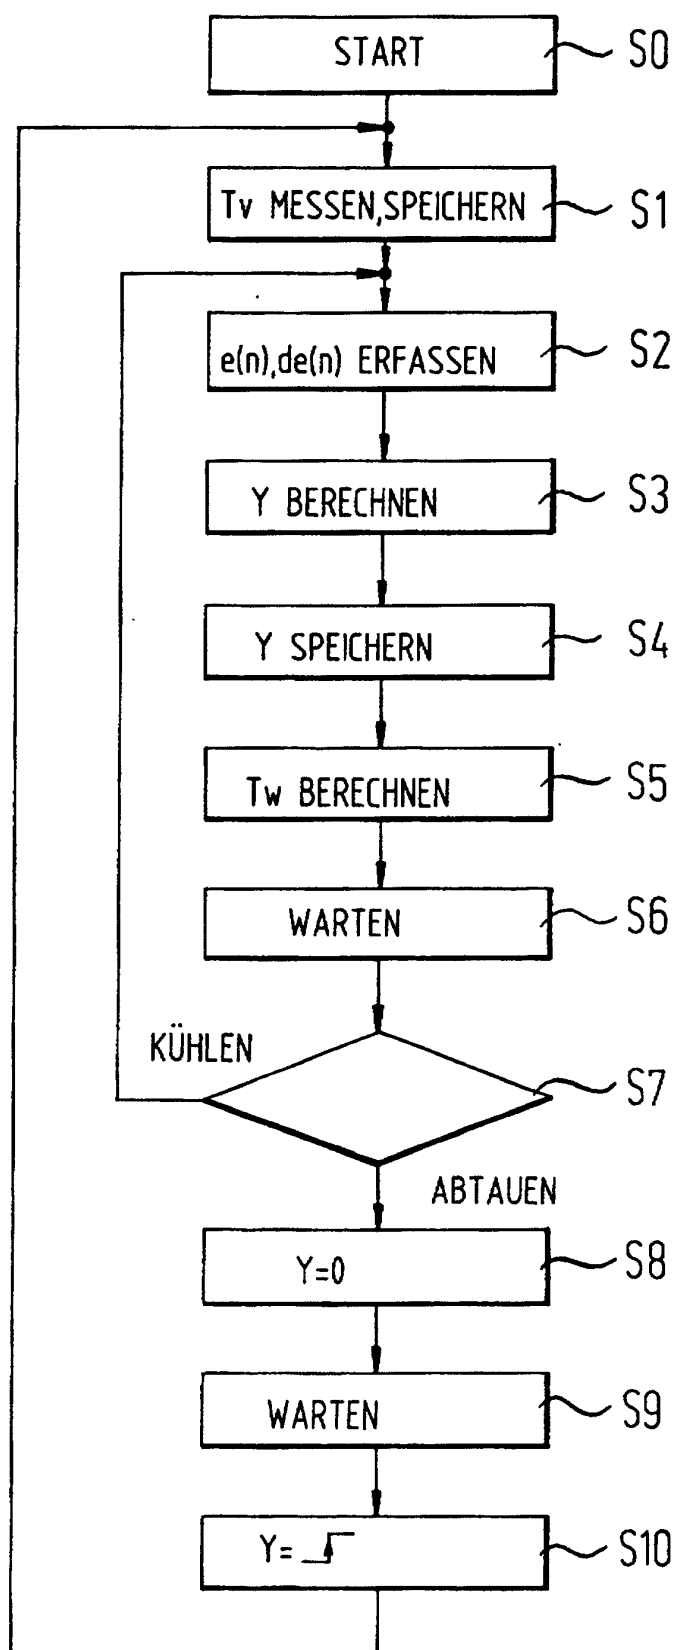 START S0
Tv MESSEN,SPEICHERN S1
e(n),de(n) ERFASSEN S2
Y BERECHNEN S3
Y SPEICHERN S4
Tw BERECHNEN S5
WARTEN S6
KÜHLEN
S7
ABTAUEN
Y=0 S8
WARTEN S9
Y= S10